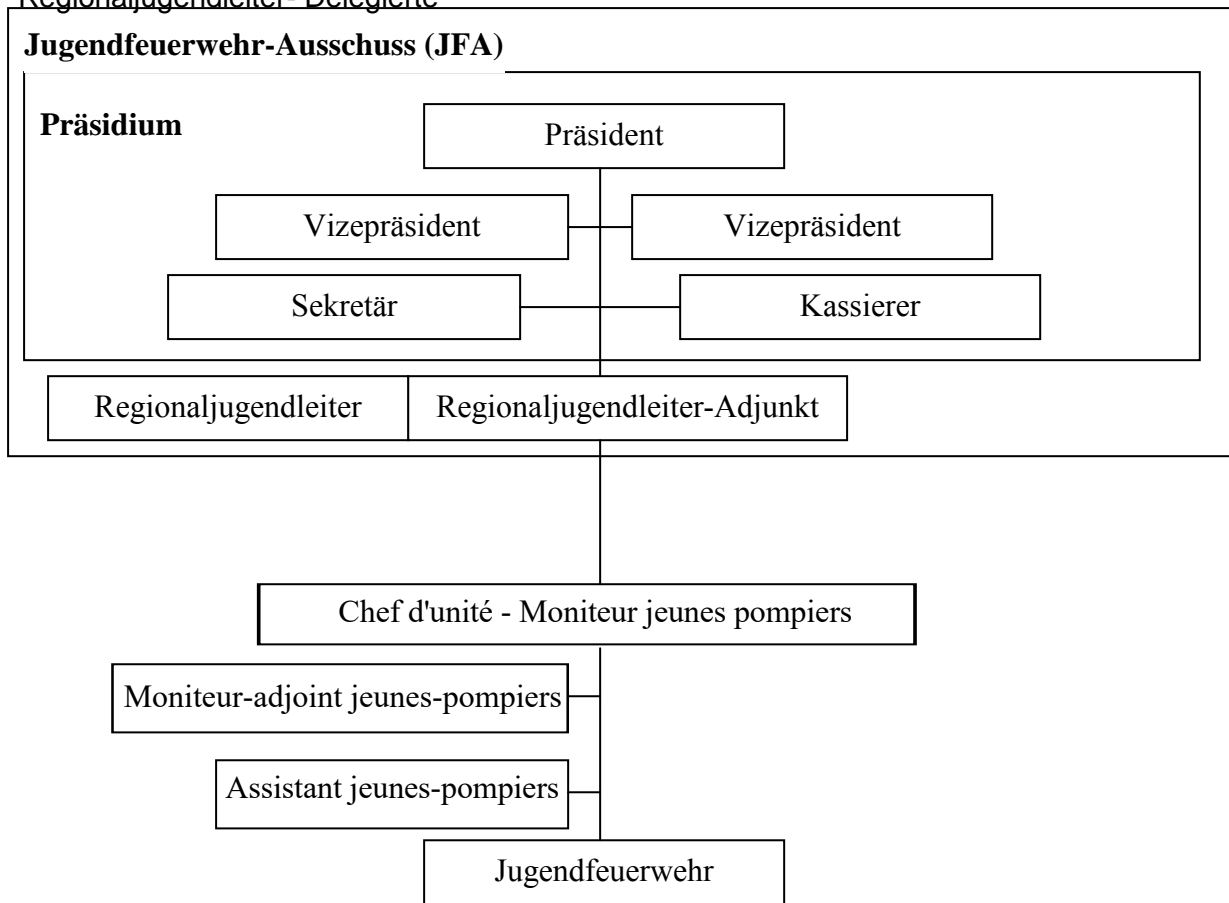 Regionaljugendleiter- Delegierte
Jugendfeuerwehr-Ausschuss (JFA)
Präsidium
Präsident
Vizepräsident
Vizepräsident
Sekretär
Kassierer
Regionaljugendleiter
Regionaljugendleiter-Adjunkt
Chef d'unité - Moniteur jeunes pompiers
Moniteur-adjoint jeunes-pompiers
Assistant jeunes-pompiers
Jugendfeuerwehr